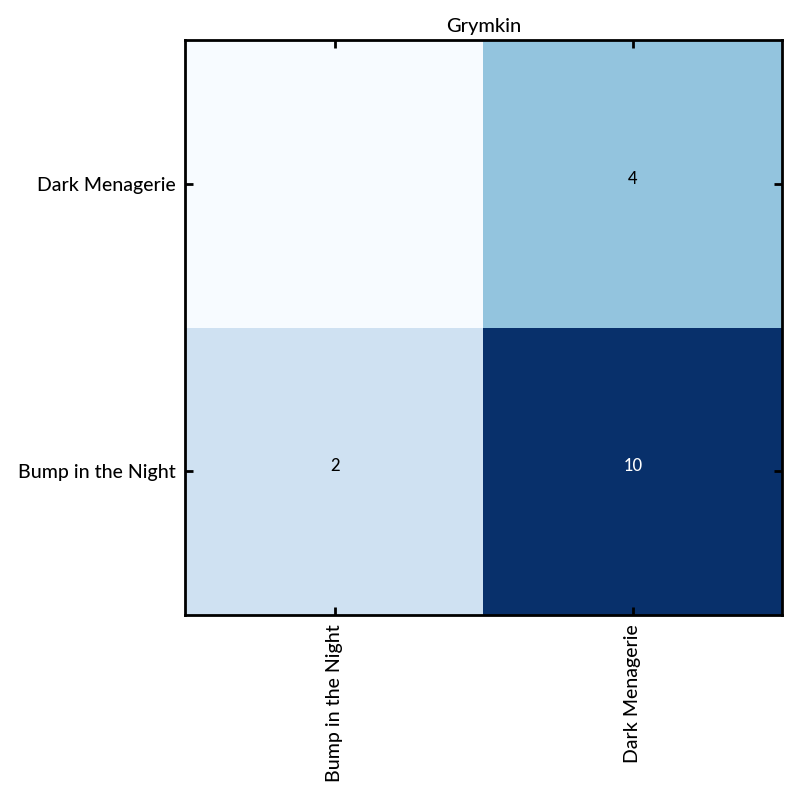 Grymkin
Dark Menagerie
4
Bump in the Night
2
10
Bump in the Night
Dark Menagerie